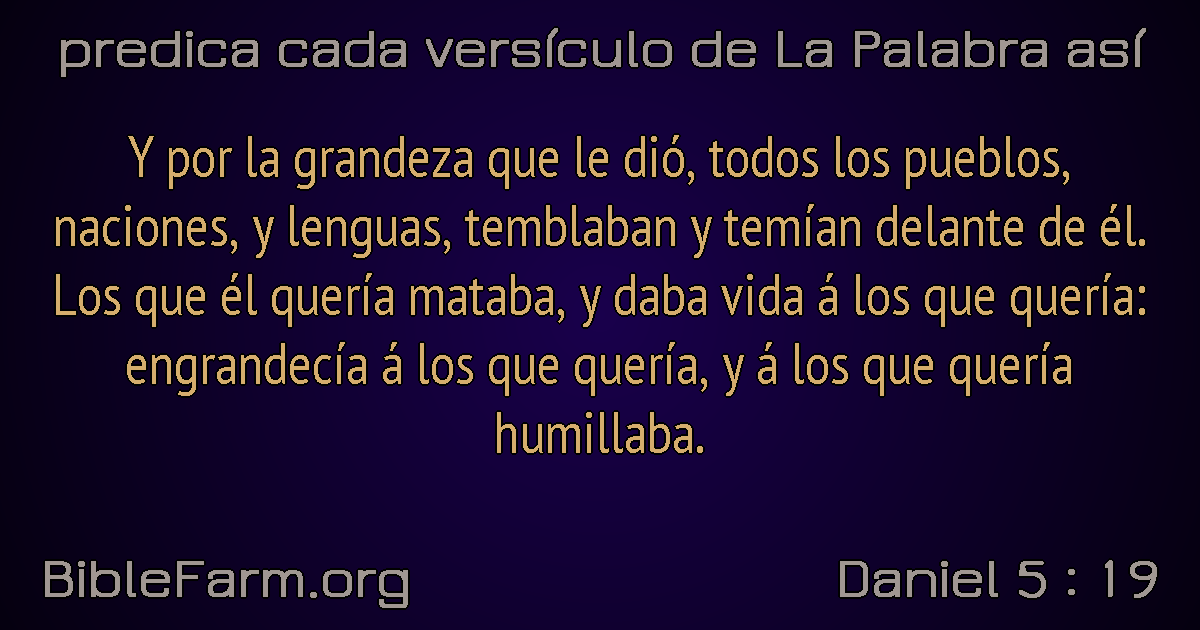 predica cada versículo de La Palabra así
Y por la grandeza que le dió, todos los pueblos,
naciones, y lenguas, temblaban y temían delante de él.
Los que él quería mataba, y daba vida á los que quería:
engrandecía á los que quería, y á los que quería
humillaba.
BibleFarm.org
Daniel 5 : 19